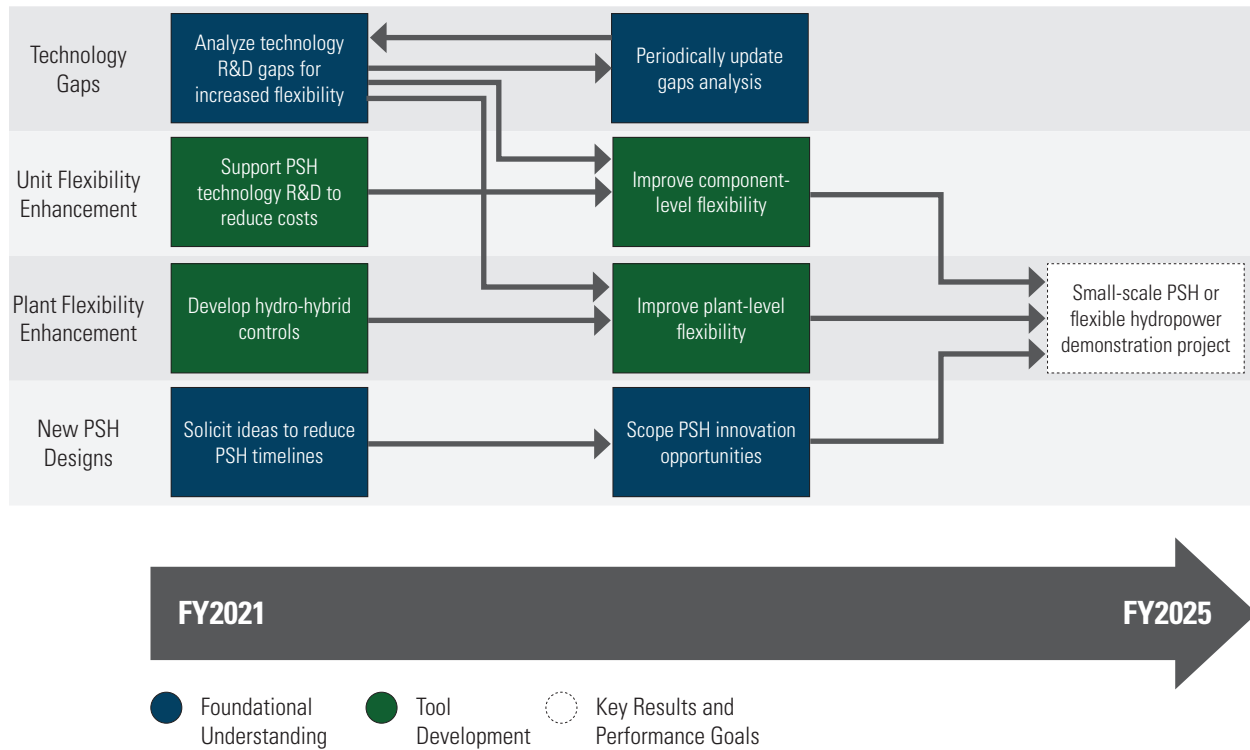 Technology
Gaps
Analyze technology
R&D gaps for
increased flexibility
Periodically update
gaps analysis
Unit Flexibility
Enhancement
Support PSH
technology R&D to
reduce costs
Improve component-
level flexibility
Plant Flexibility
Enhancement
Develop hydro-hybrid
controls
Improve plant-level
flexibility
Small-scale PSH or
flexible hydropower
demonstration project
New PSH
Designs
Solicit ideas to reduce
PSH timelines
Scope PSH innovation
opportunities
FY2021
FY2025
Foundational
Understanding
Tool
Development
Key Results and
Performance Goals